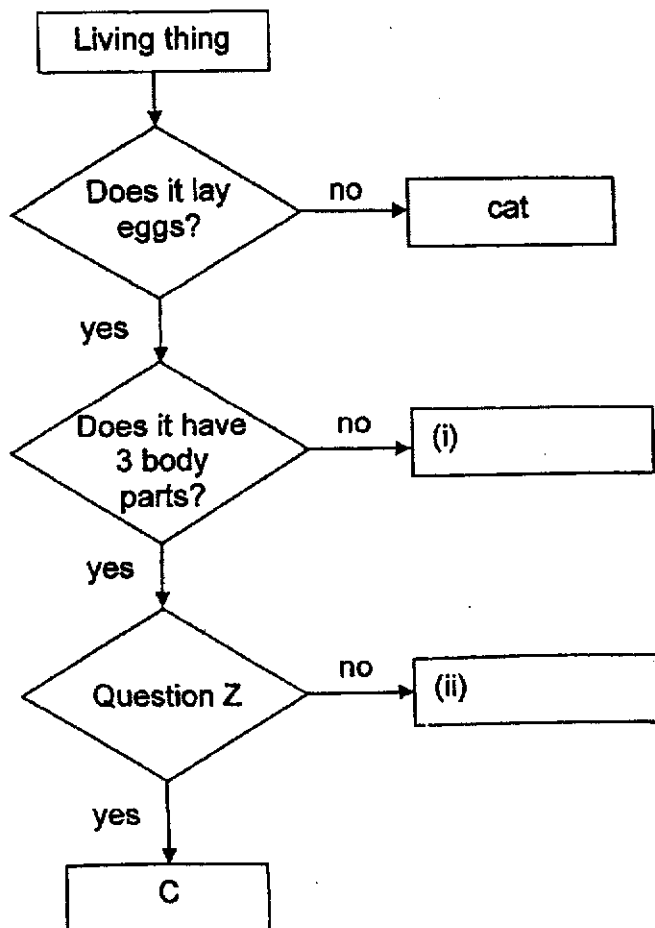 Living thing
Does it lay
eggs?
no
cat
yes
Does it have
3 body
parts?
no
(i)
yes
Question Z
no
(ii)
yes
C